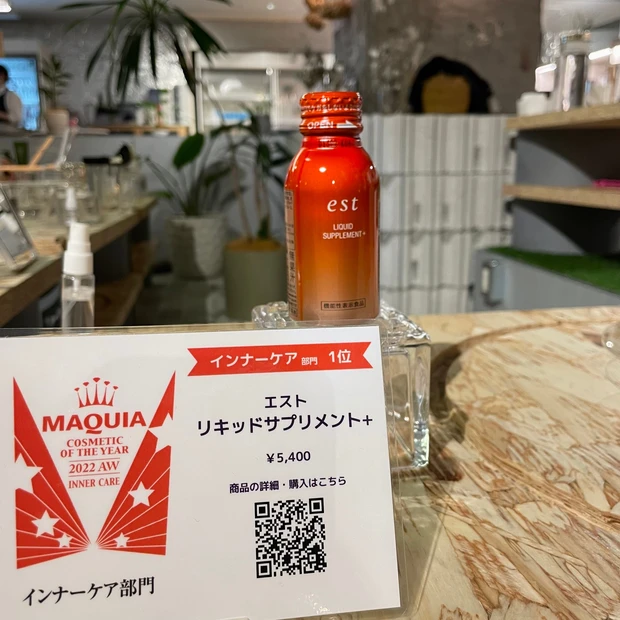 OPEN
est
LIQUID
SUPPLEMENT+
機能性表示食品
インナーケア 部門 1位
MAQUIA
COSMETIC
OF THE YEAR
2022 AW
INNER CARE
インナーケア部門
エスト
リキッドサプリメント+
¥5,400
商品の詳細・購入はこちら